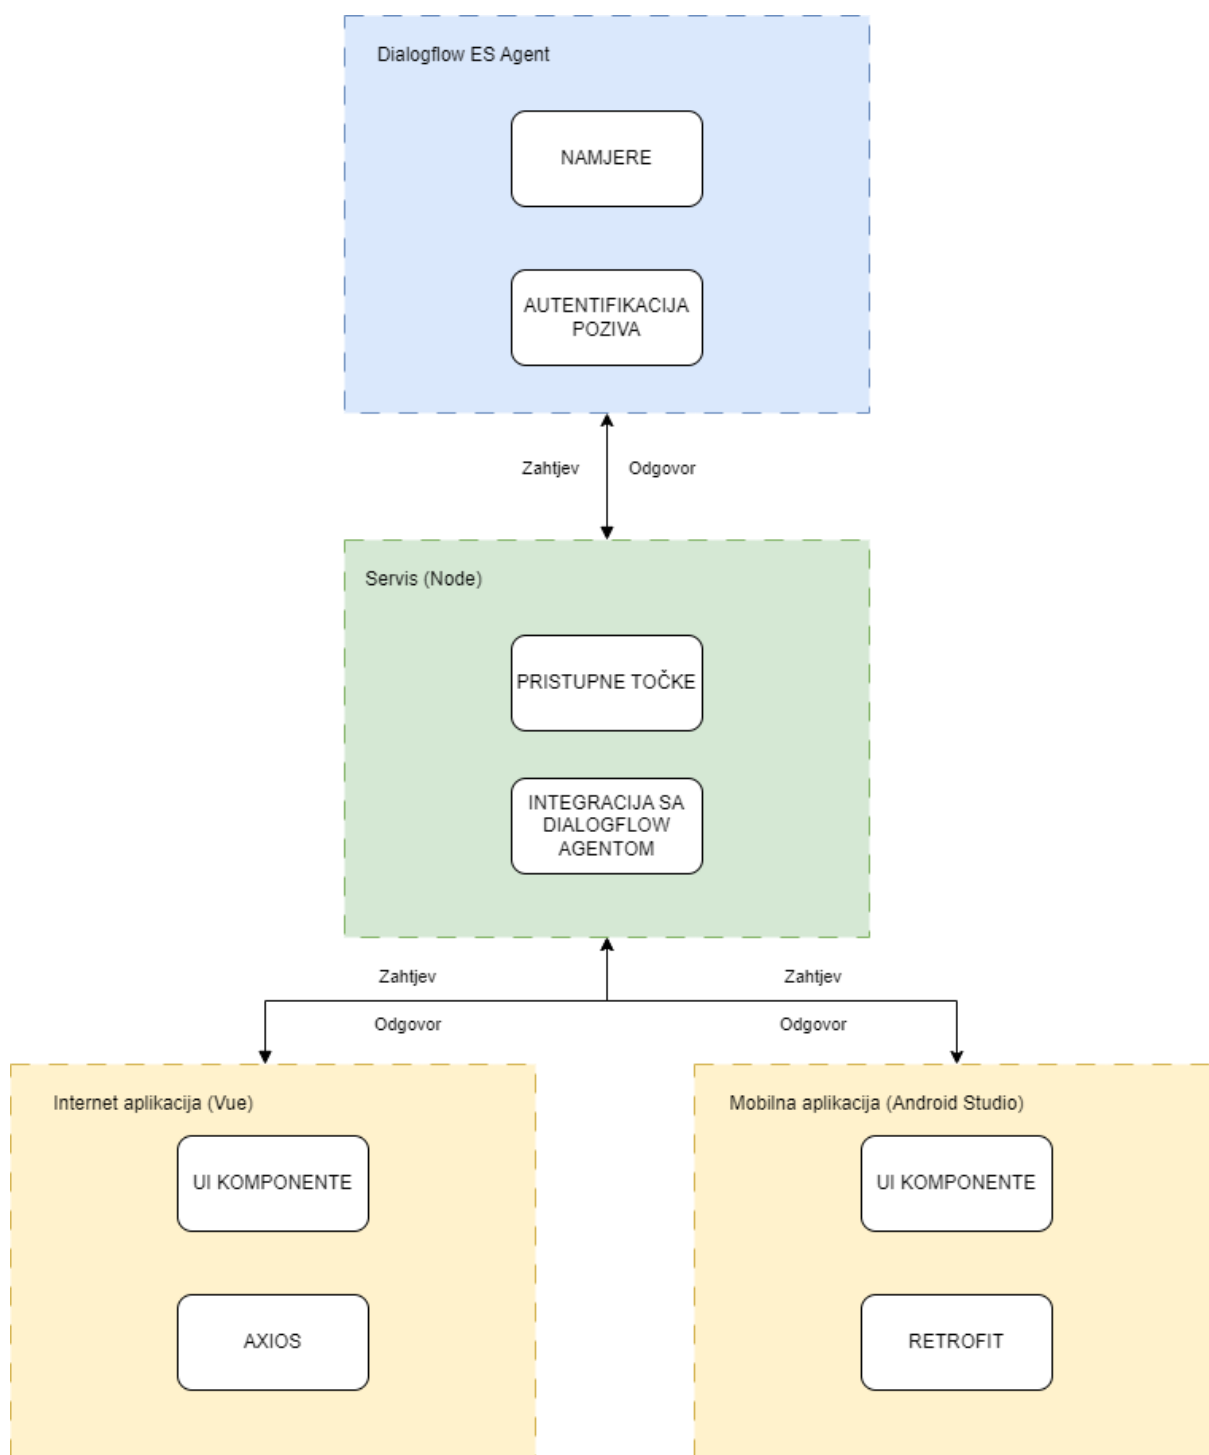 Dialogflow ES Agent
NAMJERE
AUTENTIFIKACIJA
POZIVA
Zahtjev
Odgovor
Servis (Node)
PRISTUPNE TOČKE
INTEGRACIJA SA
DIALOGFLOW
AGENTOM
Zahtjev
Zahtjev
Odgovor
Odgovor
Internet aplikacija (Vue)
UI KOMPONENTE
AXIOS
Mobilna aplikacija (Android Studio)
UI KOMPONENTE
RETROFIT